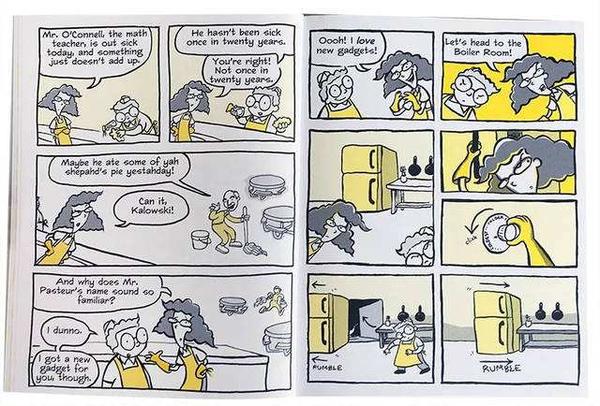 Mr. O'Connell, the math
teacher, is out sick
today, and something
just doesn't add up.
He hasn't been sick
once in twenty years.
You're right!
Not once in
twenty years.
Maybe he ate some of yah
shepahd's pie yestahday!
Can it,
Kalowski!
And why does Mr.
Pasteur's name sound so
familiar?
I dunno.
I got a new
gadget for
you, though.
Oooh! I love
new gadgets!
Let's head to the
Boiler Room!
click
RUMBLE
RUMBLE